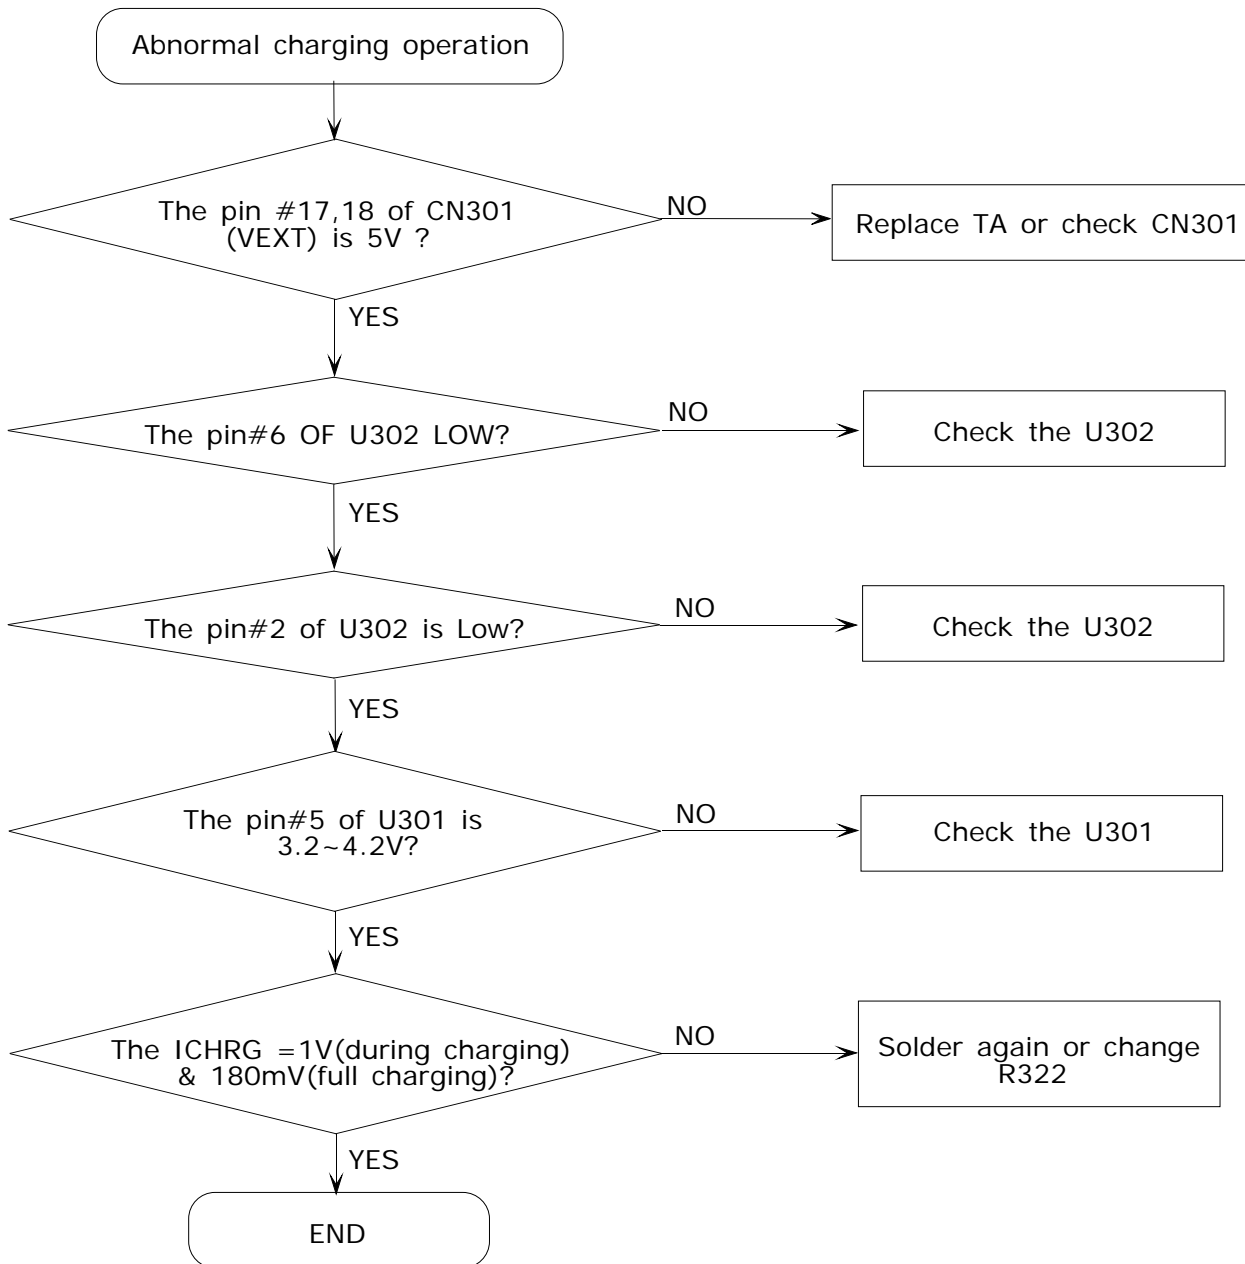 Abnormal charging operation
The pin #17,18 of CN301
(VEXT) is 5V ?
NO
Replace TA or check CN301
YES
The pin#6 OF U302 LOW?
NO
Check the U302
YES
The pin#2 of U302 is Low?
NO
Check the U302
YES
The pin#5 of U301 is
3.2~4.2V?
NO
Check the U301
YES
The ICHRG =1V(during charging)
& 180mV(full charging)?
NO
Solder again or change
R322
YES
END